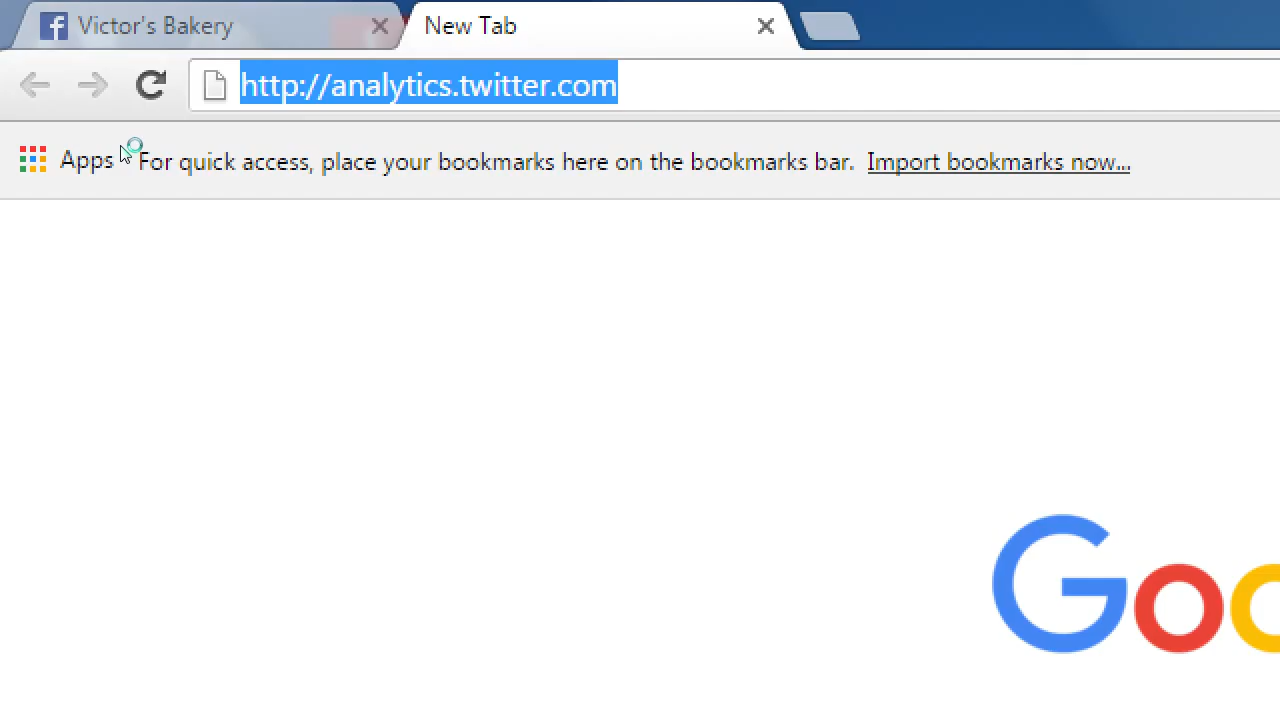 Victor's Bakery
New Tab
http://analytics.twitter.com
Apps
For quick access, place your bookmarks here on the bookmarks bar. Import bookmarks now...
Goo